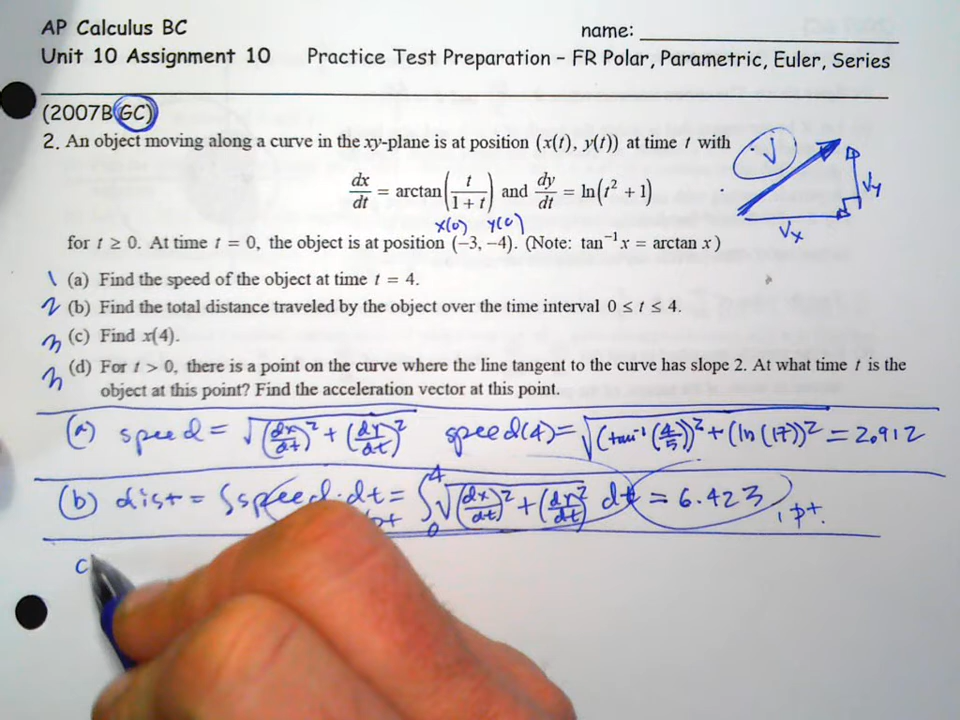 AP Calculus BC
name: ____________
Unit 10 Assignment 10 Practice Test Preparation – FR Polar, Parametric, Euler, Series
(2007B GC)
2. An object moving along a curve in the xy-plane is at position (x(t), y(t)) at time t with
dx/dt = arctan(t/(1 + t)) and dy/dt = ln(t² + 1)
V
Vy
Vx
x(0) y(0)
for t ≥ 0. At time t = 0, the object is at position (−3, −4). (Note: tan⁻¹x = arctan x)
1 (a) Find the speed of the object at time t = 4.
2 (b) Find the total distance traveled by the object over the time interval 0 ≤ t ≤ 4.
3 (c) Find x(4).
3 (d) For t > 0, there is a point on the curve where the line tangent to the curve has slope 2. At what time t is the
object at this point? Find the acceleration vector at this point.
(a) speed = √((dx/dt)² + (dy/dt)²) speed(4) = √((tan⁻¹(4/5))² + (ln(17))²) = 2.912
(b) dist = ∫speed·dt = ∫₀⁴ √((dx/dt)² + (dy/dt)²) dt = 6.423 1 pt.
c